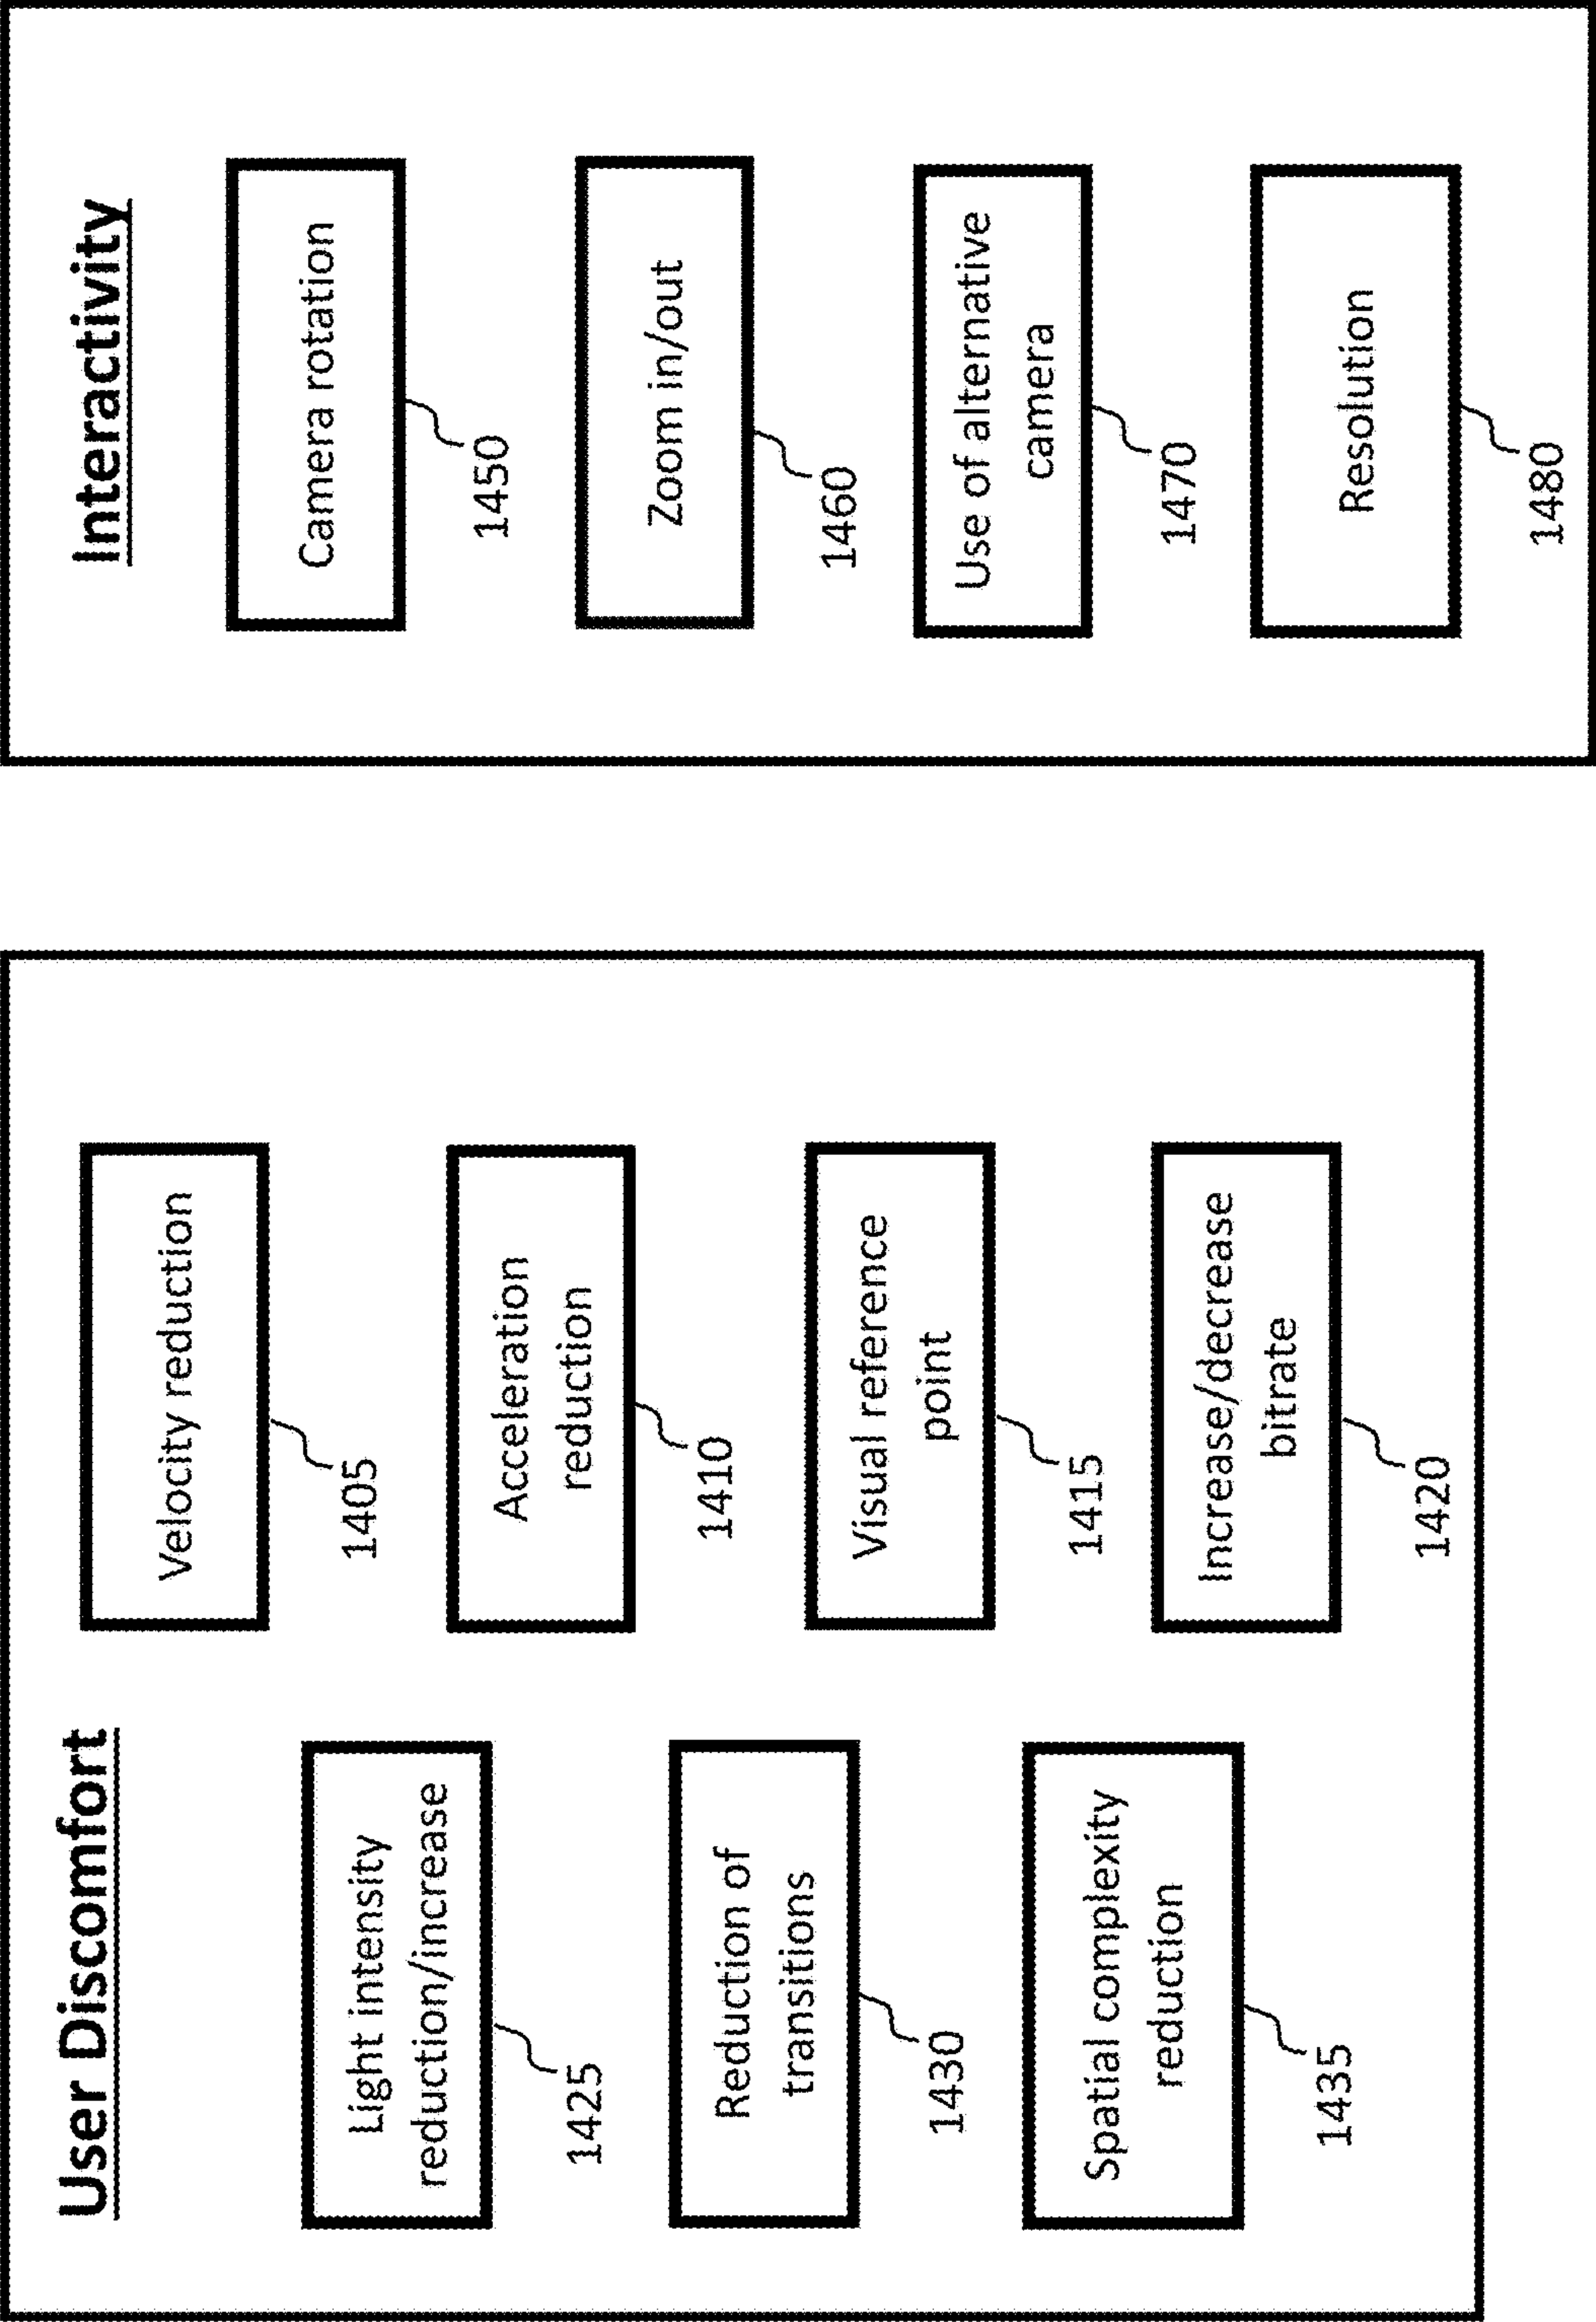 User Discomfort
Light intensity
reduction/increase
1425
Reduction of
transitions
1430
Spatial complexity
reduction
1435
Velocity reduction
1405
Acceleration
reduction
1410
Visual reference
point
1415
Increase/decrease
bitrate
1420
Interactivity
Camera rotation
1450
Zoom in/out
1460
Use of alternative
camera
1470
Resolution
1480